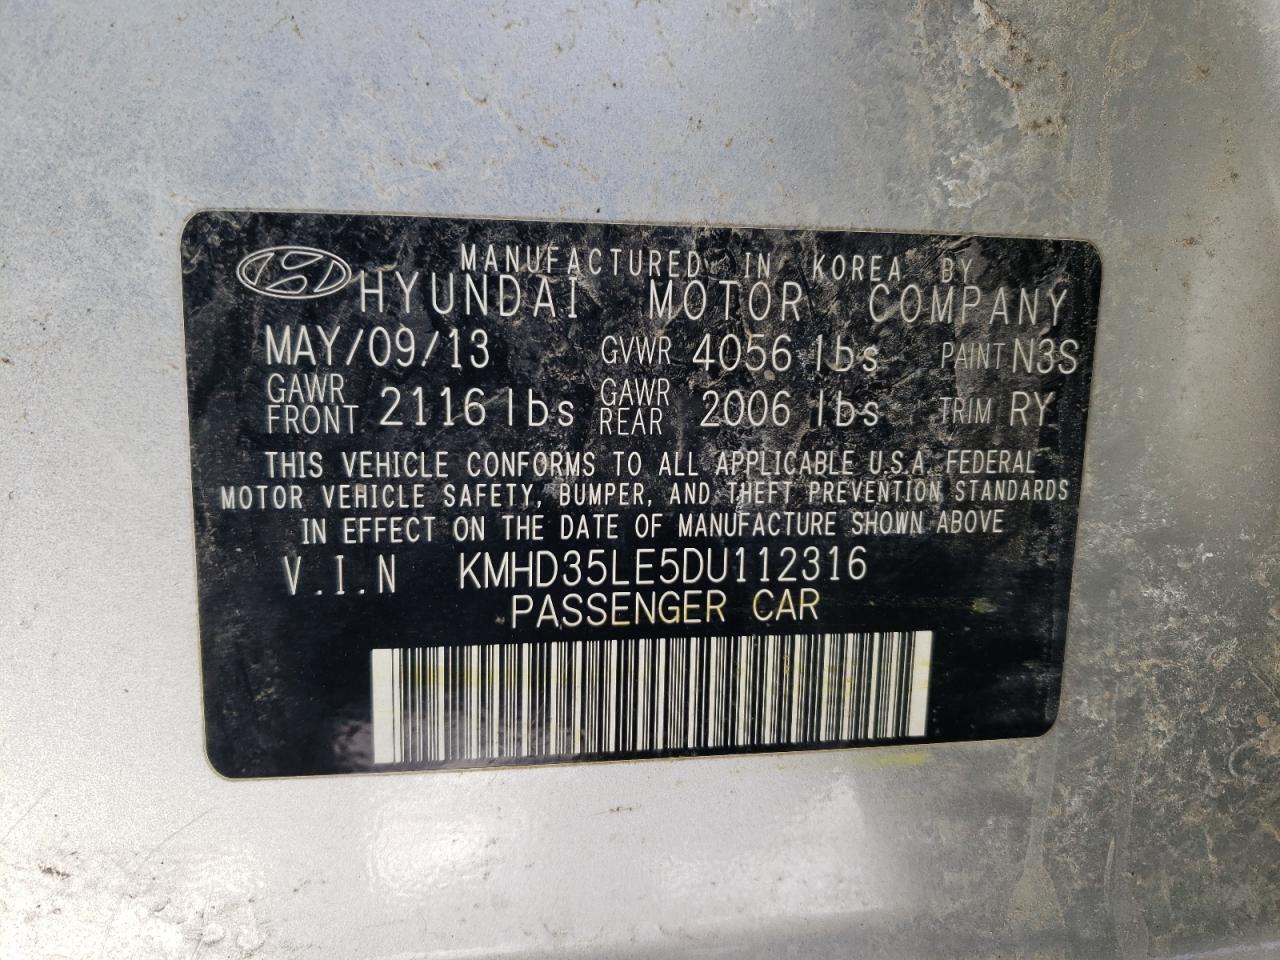 MANUFACTURED IN KOREA BY
HYUNDAI MOTOR COMPANY
MAY/09/13 GVWR 4056 lbs PAINT N3S
GAWR FRONT 2116 lbs GAWR REAR 2006 lbs TRIM RY
THIS VEHICLE CONFORMS TO ALL APPLICABLE U.S.A. FEDERAL
MOTOR VEHICLE SAFETY, BUMPER, AND THEFT PREVENTION STANDARDS
IN EFFECT ON THE DATE OF MANUFACTURE SHOWN ABOVE
V.I.N KMHD35LE5DU112316
PASSENGER CAR